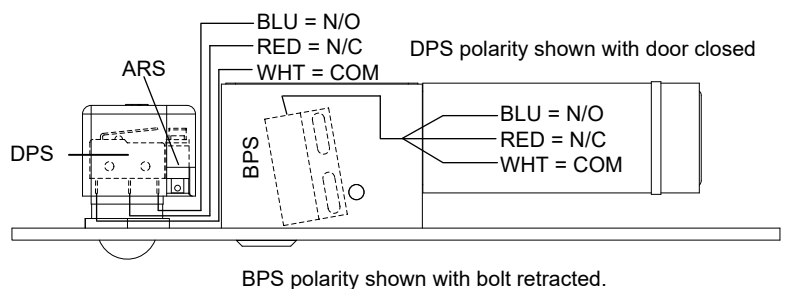 BLU = N/O
RED = N/C
WHT = COM
DPS polarity shown with door closed
ARS
DPS
BPS
BLU = N/O
RED = N/C
WHT = COM
BPS polarity shown with bolt retracted.